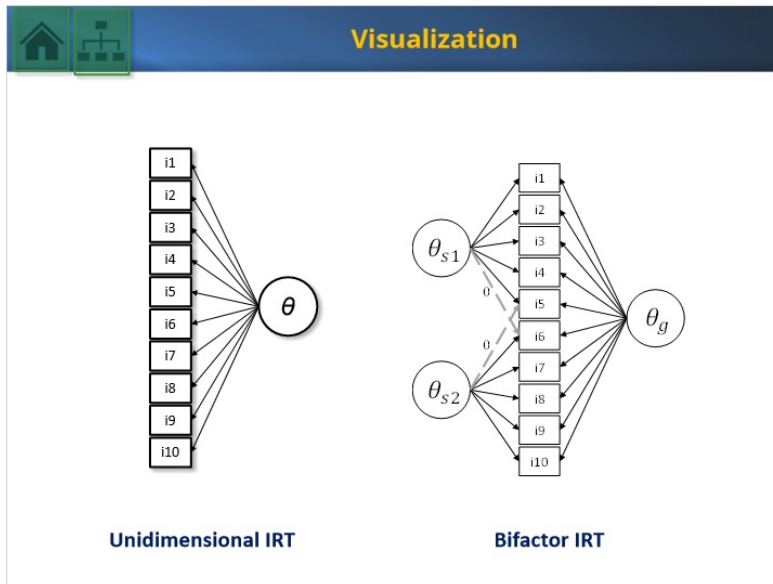 Visualization
i1
i2
i3
i4
i5
i6
i7
i8
i9
i10
θ
Unidimensional IRT
θs1
θs2
0
0
i1
i2
i3
i4
i5
i6
i7
i8
i9
i10
θg
Bifactor IRT